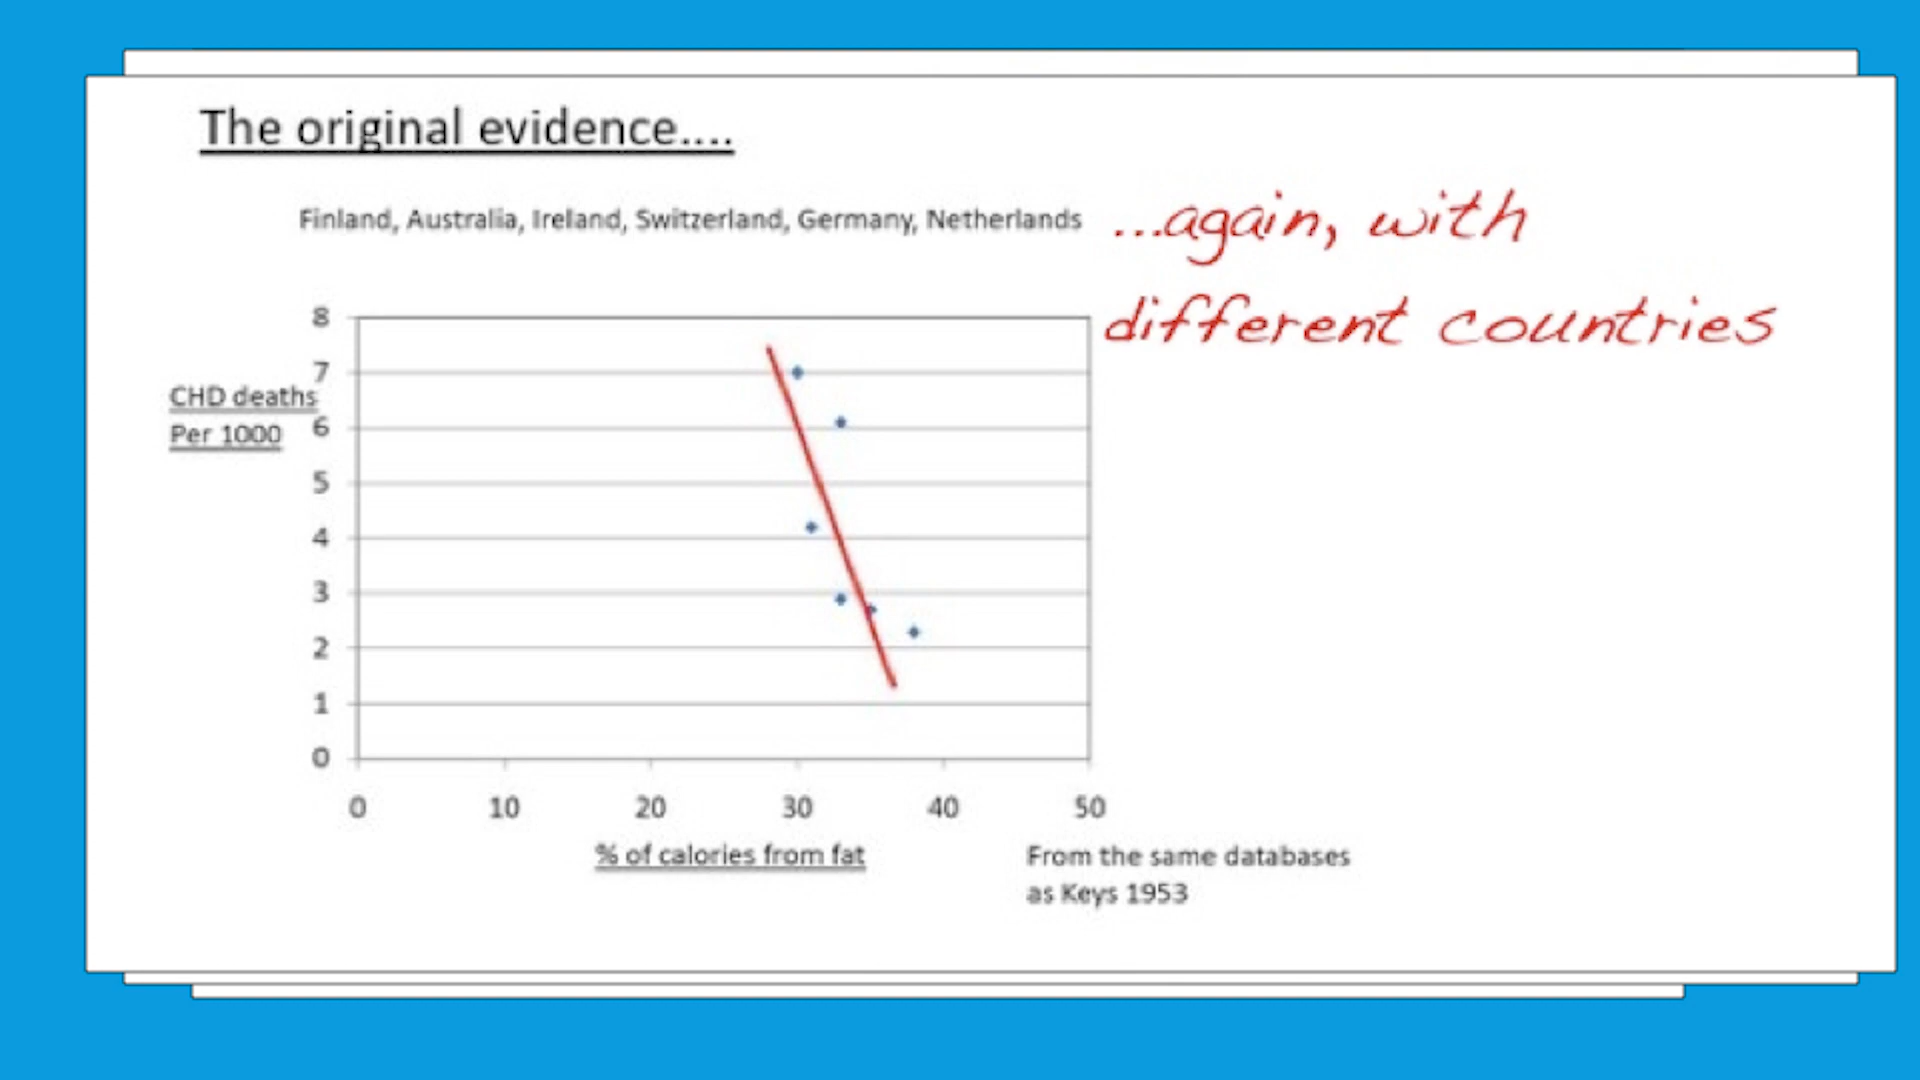 The original evidence....
Finland, Australia, Ireland, Switzerland, Germany, Netherlands
...again, with
different countries
CHD deaths
Per 1000
8
7
6
5
4
3
2
1
0
0 10 20 30 40 50
% of calories from fat
From the same databases
as Keys 1953